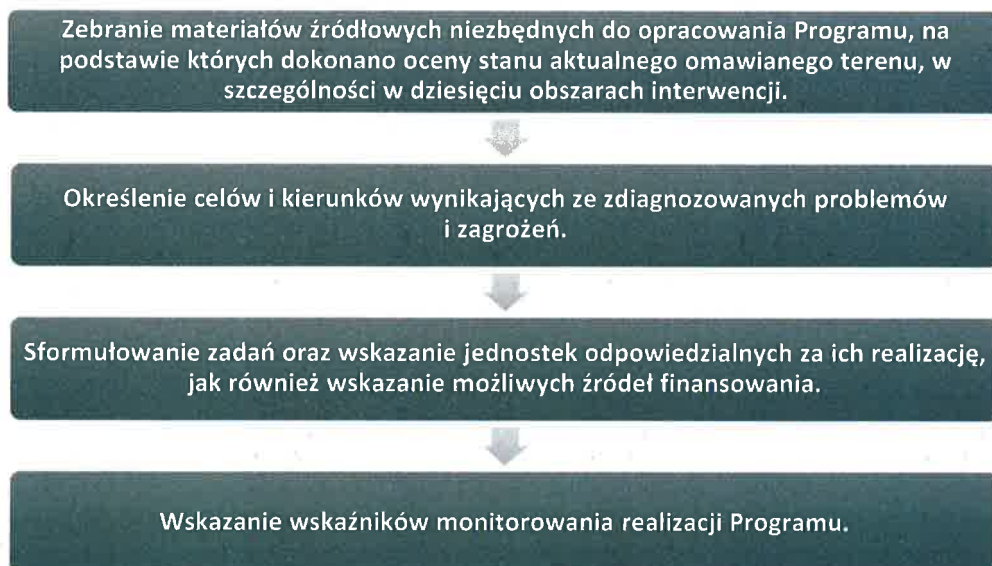 Zebranie materiałów źródłowych niezbędnych do opracowania Programu, na
podstawie których dokonano oceny stanu aktualnego omawianego terenu, w
szczególności w dziesięciu obszarach interwencji.
Określenie celów i kierunków wynikających ze zdiagnozowanych problemów
i zagrożeń.
Sformułowanie zadań oraz wskazanie jednostek odpowiedzialnych za ich realizację,
jak również wskazanie możliwych źródeł finansowania.
Wskazanie wskaźników monitorowania realizacji Programu.